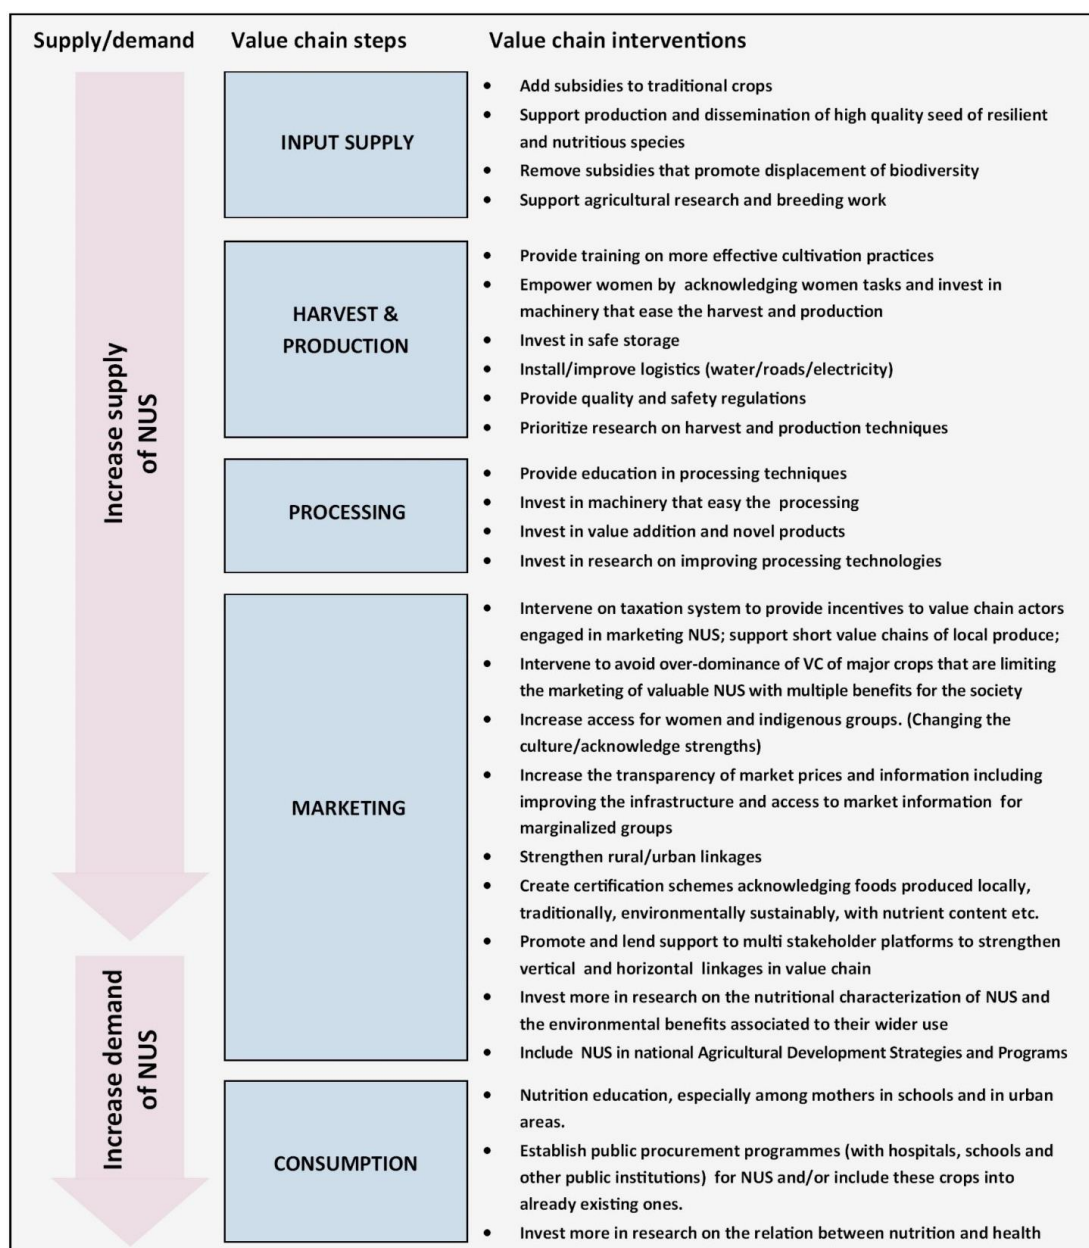 Supply/demand Value chain steps Value chain interventions
Increase supply
of NUS
INPUT SUPPLY
• Add subsidies to traditional crops
• Support production and dissemination of high quality seed of resilient
and nutritious species
• Remove subsidies that promote displacement of biodiversity
• Support agricultural research and breeding work
HARVEST &
PRODUCTION
• Provide training on more effective cultivation practices
• Empower women by acknowledging women tasks and invest in
machinery that ease the harvest and production
• Invest in safe storage
• Install/improve logistics (water/roads/electricity)
• Provide quality and safety regulations
• Prioritize research on harvest and production techniques
PROCESSING
• Provide education in processing techniques
• Invest in machinery that easy the processing
• Invest in value addition and novel products
• Invest in research on improving processing technologies
MARKETING
• Intervene on taxation system to provide incentives to value chain actors
engaged in marketing NUS; support short value chains of local produce;
• Intervene to avoid over-dominance of VC of major crops that are limiting
the marketing of valuable NUS with multiple benefits for the society
• Increase access for women and indigenous groups. (Changing the
culture/acknowledge strengths)
• Increase the transparency of market prices and information including
improving the infrastructure and access to market information for
marginalized groups
• Strengthen rural/urban linkages
• Create certification schemes acknowledging foods produced locally,
traditionally, environmentally sustainably, with nutrient content etc.
• Promote and lend support to multi stakeholder platforms to strengthen
vertical and horizontal linkages in value chain
• Invest more in research on the nutritional characterization of NUS and
the environmental benefits associated to their wider use
• Include NUS in national Agricultural Development Strategies and Programs
Increase demand
of NUS
CONSUMPTION
• Nutrition education, especially among mothers in schools and in urban
areas.
• Establish public procurement programmes (with hospitals, schools and
other public institutions) for NUS and/or include these crops into
already existing ones.
• Invest more in research on the relation between nutrition and health